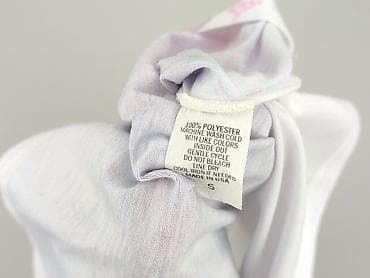 100% POLYESTER
MACHINE WASH COLD
WITH LIKE COLORS
INSIDE OUT
GENTLE CYCLE
DO NOT BLEACH
LINE DRY
COOL IRON IF NEEDED
MADE IN USA
S